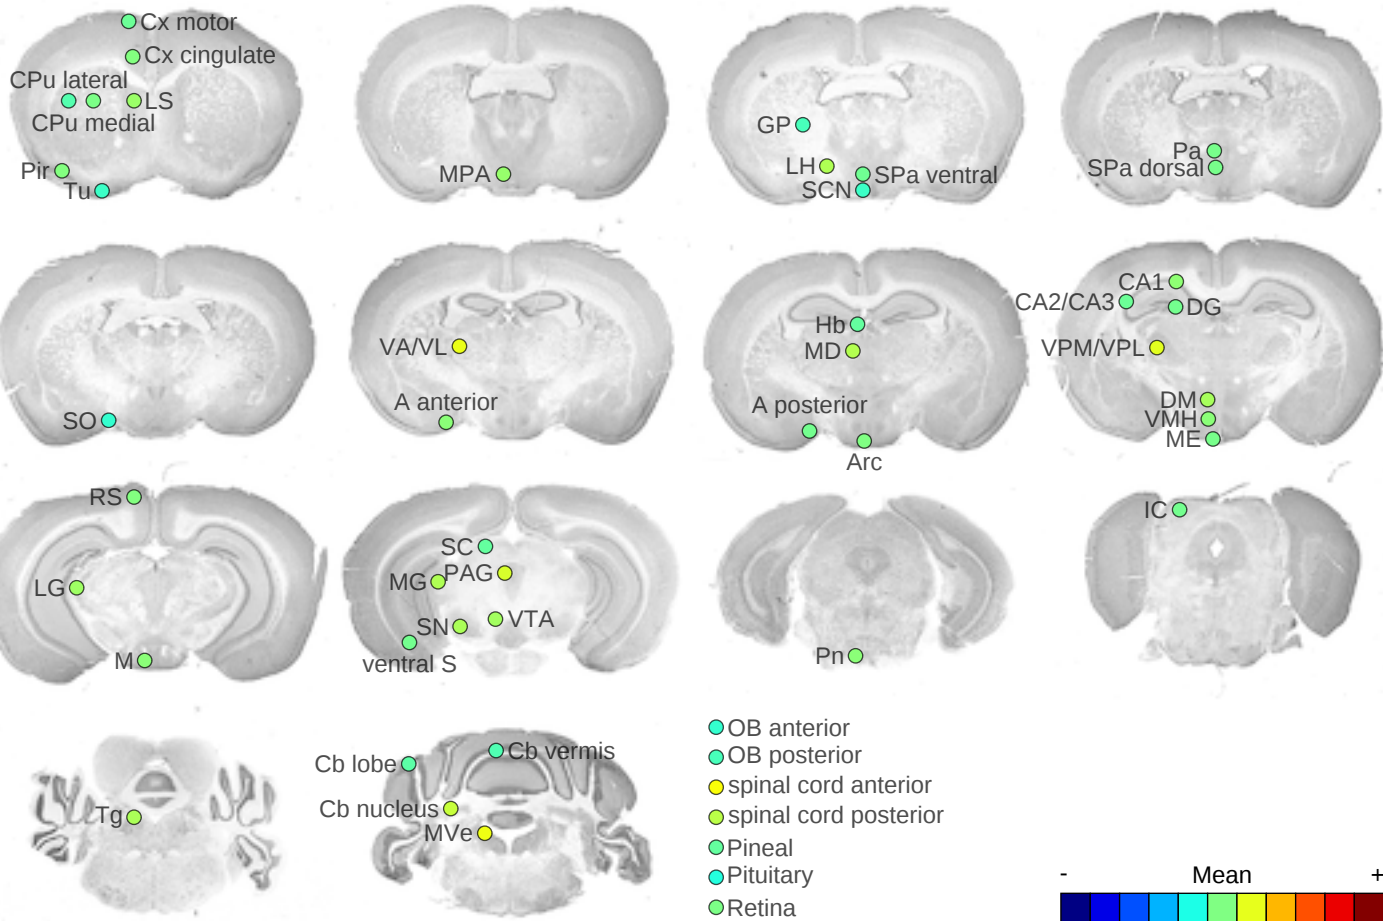 Cx motor
Cx cingulate
CPu lateral
LS
CPu medial
Pir
Tu
MPA
GP
LH
SPa ventral
SCN
Pa
SPa dorsal
SO
VA/VL
A anterior
Hb
MD
A posterior
Arc
CA1
CA2/CA3
DG
VPM/VPL
DM
VMH
ME
RS
LG
M
SC
PAG
MG
VTA
SN
ventral S
Pn
IC
Tg
Cb vermis
Cb lobe
Cb nucleus
MVe
OB anterior
OB posterior
spinal cord anterior
spinal cord posterior
Pineal
Pituitary
Retina
- Mean +